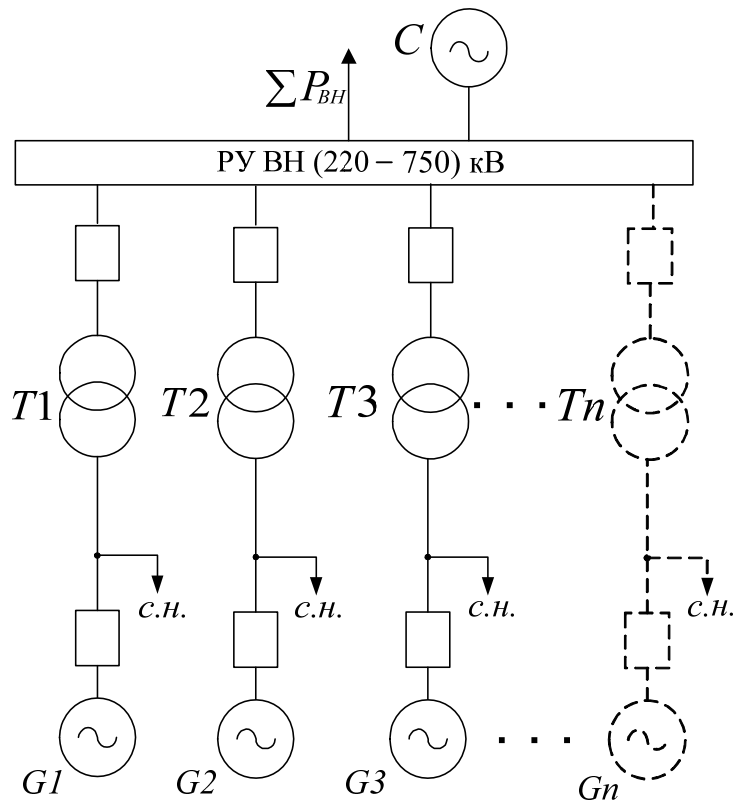 C
∑ P_ВН
РУ ВН (220 – 750) кВ
T1 T2 T3 . . . Tn
с.н. с.н. с.н. с.н.
G1 G2 G3 . . . Gn